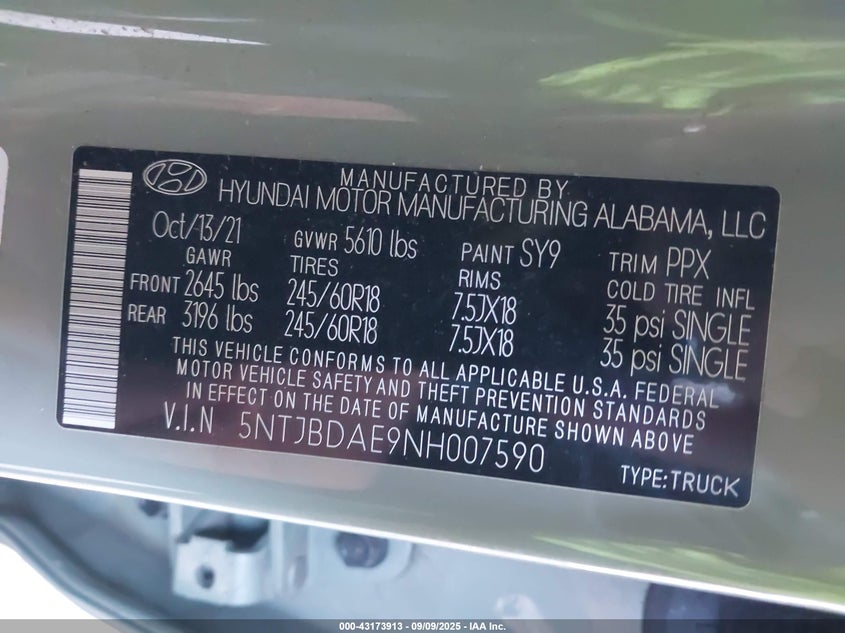 MANUFACTURED BY.
HYUNDAI MOTOR MANUFACTURING ALABAMA, LLC
Oct/13/21 GVWR 5610 lbs PAINT SY9 TRIM PPX
GAWR TIRES RIMS COLD TIRE INFL
FRONT 2645 lbs 245/60R18 7.5JX18 35 psi SINGLE
REAR 3196 lbs 245/60R18 7.5JX18 35 psi SINGLE
THIS VEHICLE CONFORMS TO ALL APPLICABLE U.S.A. FEDERAL
MOTOR VEHICLE SAFETY AND THEFT PREVENTION STANDARDS
IN EFFECT ON THE DATE OF MANUFACTURE SHOWN ABOVE
V.I.N 5NTJBDAE9NH007590
TYPE:TRUCK
000-43173913 - 09/09/2025 - IAA Inc.